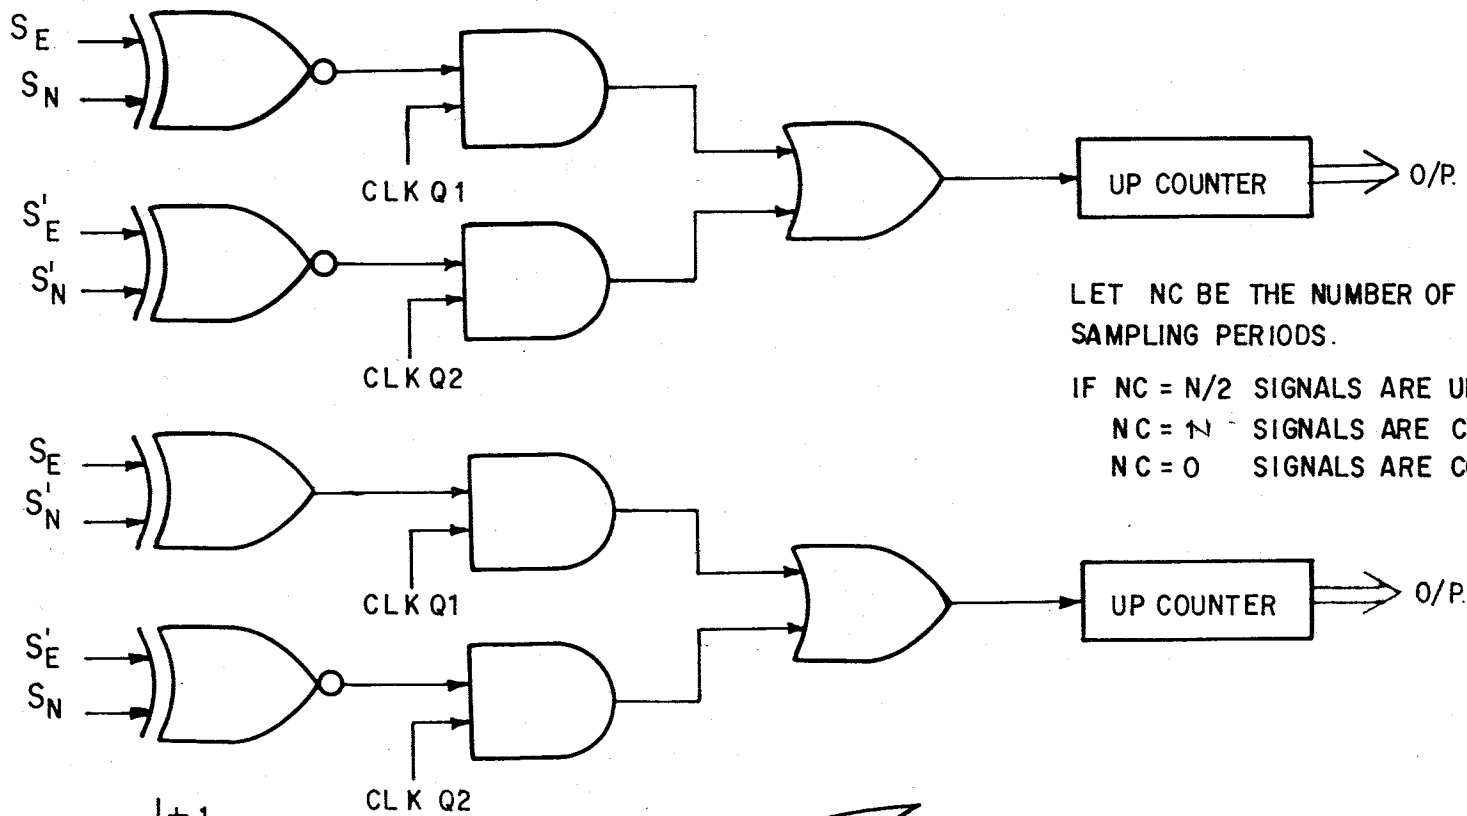 S_E
S_N
CLK Q1
S'_E
S'_N
CLK Q2
UP COUNTER
O/P.
LET NC BE THE NUMBER OF
SAMPLING PERIODS.
IF NC = N/2 SIGNALS ARE
NC = N SIGNALS ARE
NC = 0 SIGNALS ARE
S_E
S'_N
CLK Q1
S'_E
S_N
CLK Q2
UP COUNTER
O/P.